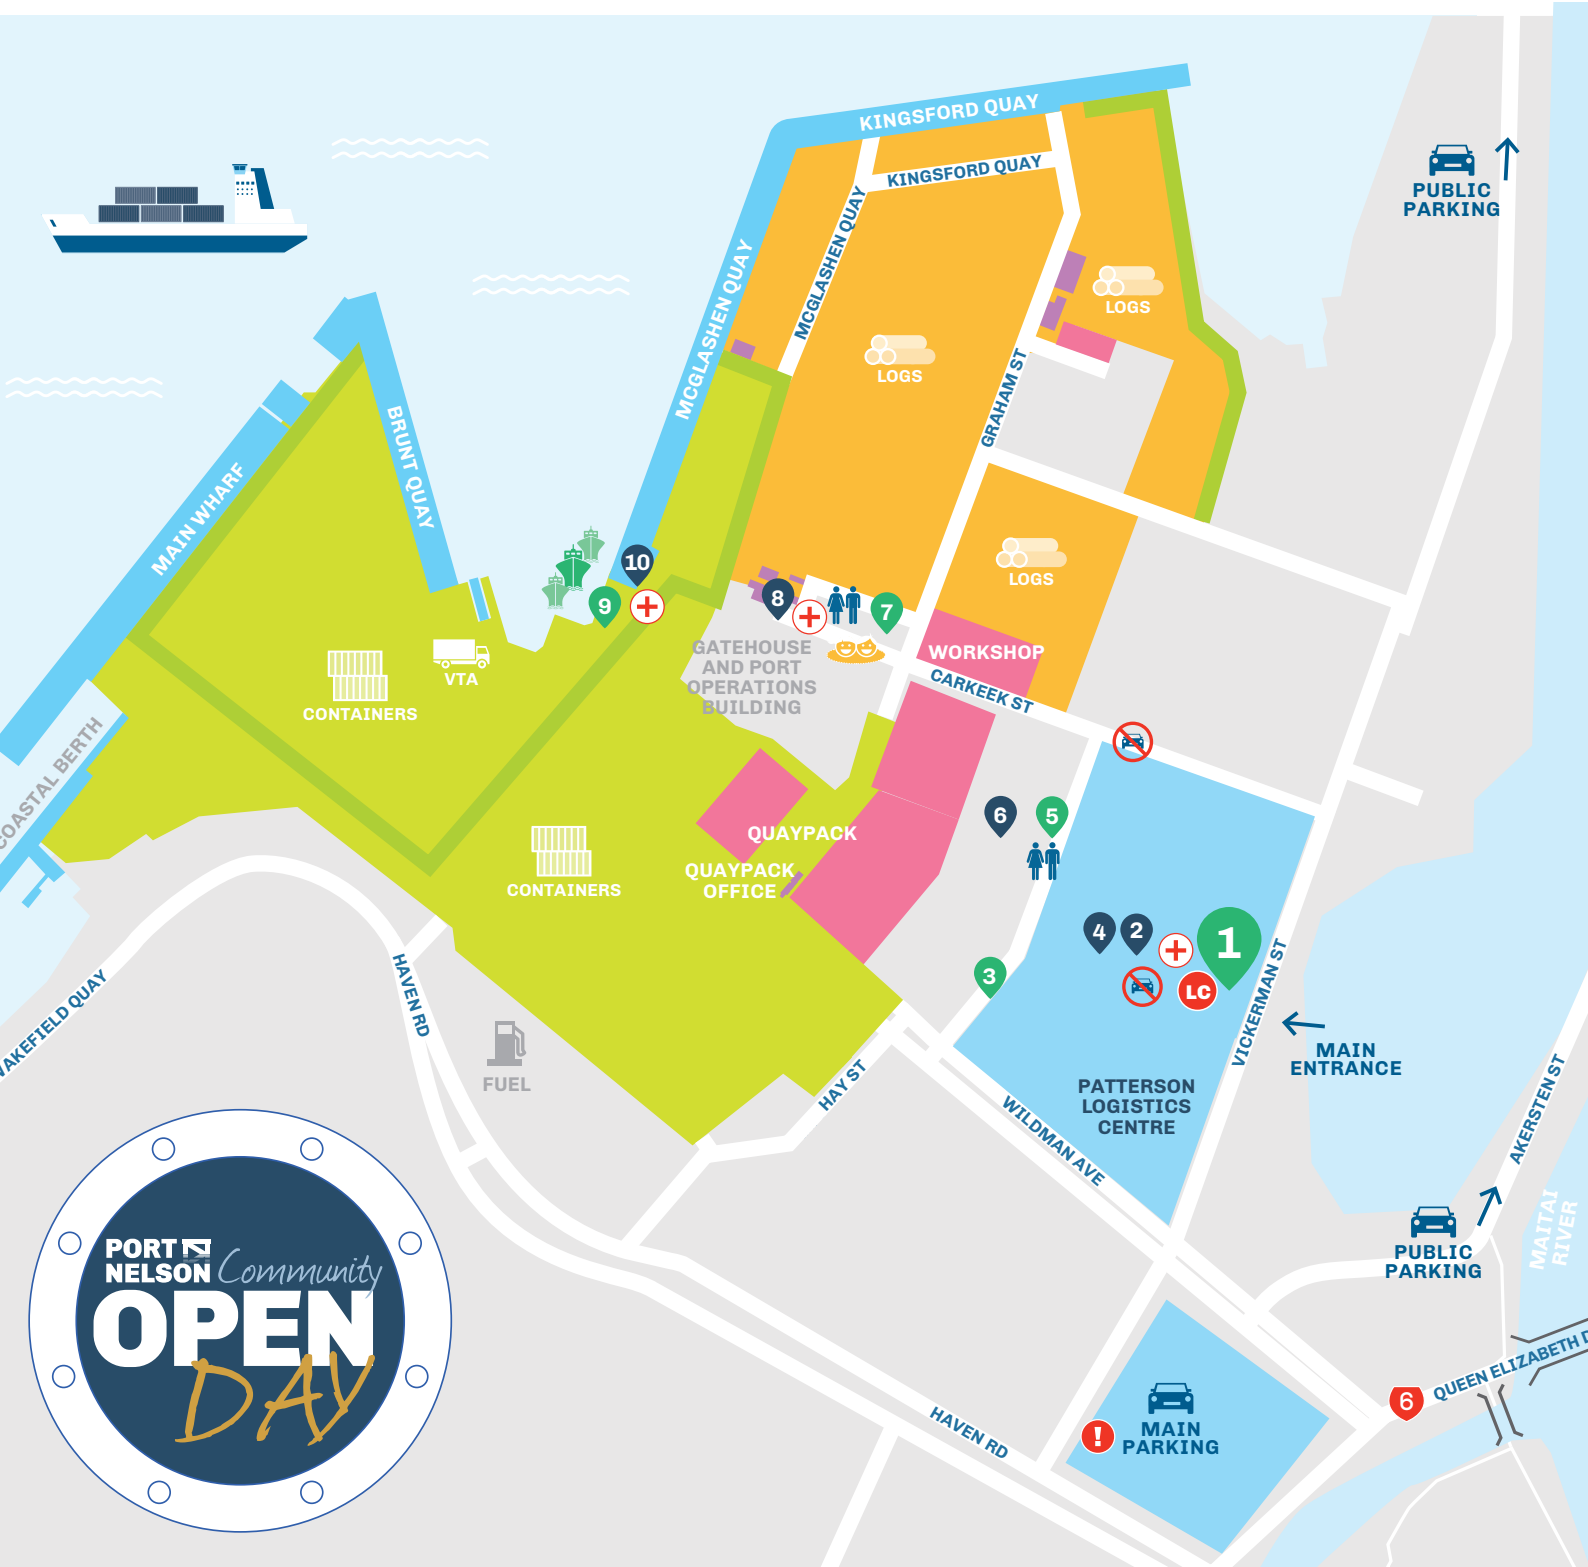 KINGSFORD QUAY
KINGSFORD QUAY
MCGLASHEN QUAY
MCGLASHEN QUAY
PUBLIC
PARKING
LOGS
LOGS
GRAHAM ST
BRUNT QUAY
MAIN WHARF
LOGS
10
9
8
7
WORKSHOP
GATEHOUSE
AND PORT
OPERATIONS
BUILDING
CARKEEK ST
VTA
CONTAINERS
COASTAL BERTH
6
5
QUAYPACK
QUAYPACK
OFFICE
CONTAINERS
4
2
1
3
LC
VICKERMAN ST
MAIN
ENTRANCE
WAKEFIELD QUAY
HAVEN RD
FUEL
HAY ST
PATTERSON
LOGISTICS
CENTRE
WILDMAN AVE
AKERSTEN ST
MAITAI
RIVER
PUBLIC
PARKING
PORT
NELSON Community
OPEN
DAY
QUEEN ELIZABETH D
6
!
MAIN
PARKING
HAVEN RD